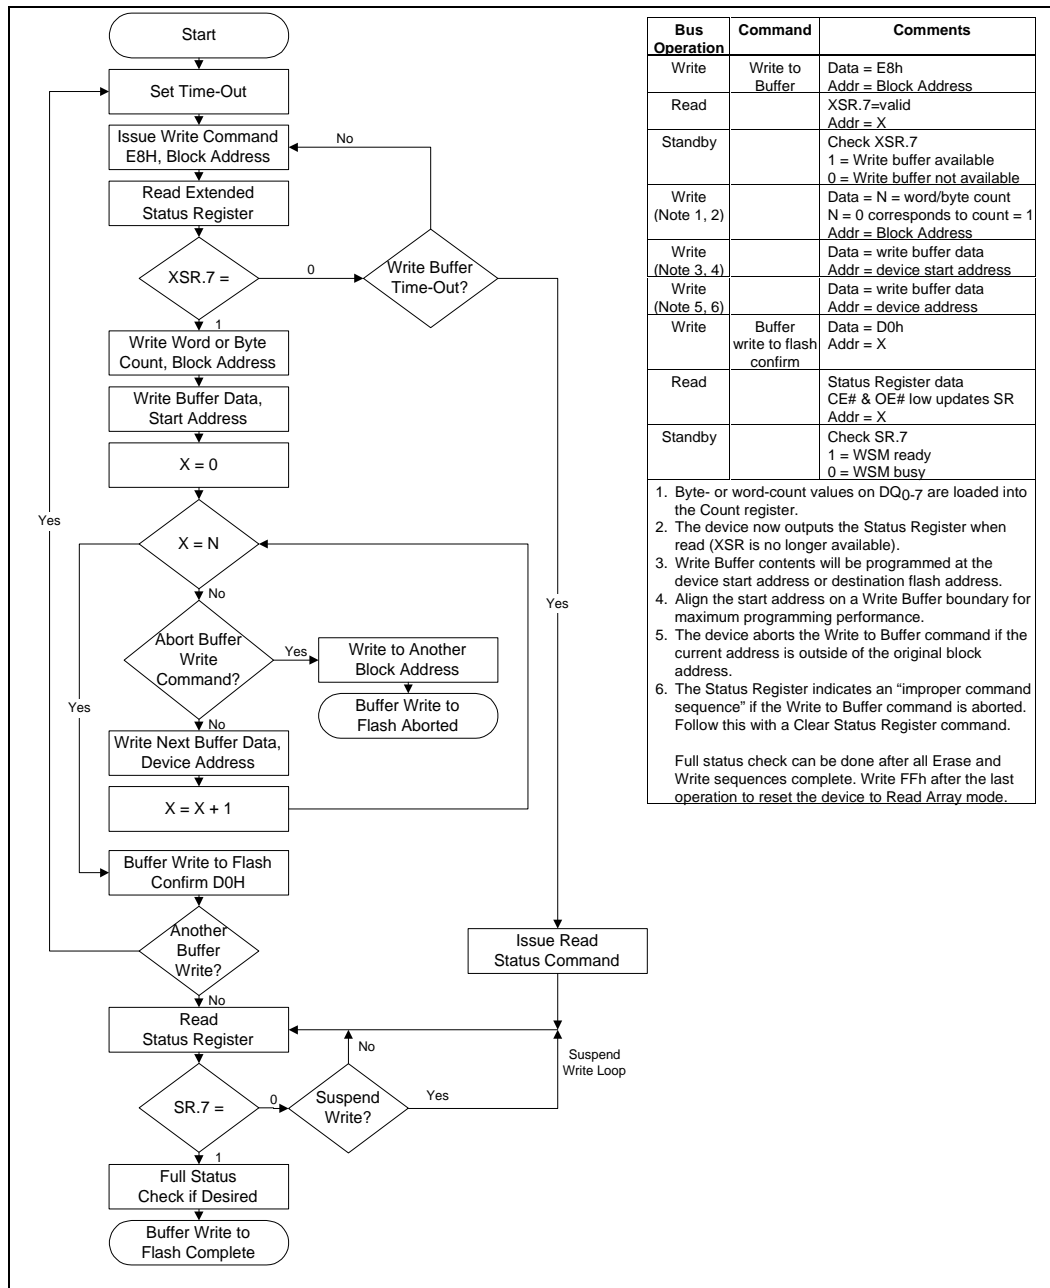 Start
Set Time-Out
Issue Write Command
E8H, Block Address
No
Read Extended
Status Register
XSR.7 =
0
Write Buffer
Time-Out?
1
Write Word or Byte
Count, Block Address
Write Buffer Data,
Start Address
X = 0
Yes
X = N
Yes
No
Abort Buffer
Write
Command?
Yes
Write to Another
Block Address
Buffer Write to
Flash Aborted
Yes
No
Write Next Buffer Data,
Device Address
X = X + 1
Buffer Write to Flash
Confirm D0H
Another
Buffer
Write?
Issue Read
Status Command
No
Read
Status Register
No
Suspend
Write Loop
SR.7 =
0
Suspend
Write?
Yes
1
Full Status
Check if Desired
Buffer Write to
Flash Complete
Bus
Operation
Command
Comments
Write
Write to
Buffer
Data = E8h
Addr = Block Address
Read
XSR.7=valid
Addr = X
Standby
Check XSR.7
1 = Write buffer available
0 = Write buffer not available
Write
(Note 1, 2)
Data = N = word/byte count
N = 0 corresponds to count = 1
Addr = Block Address
Write
(Note 3, 4)
Data = write buffer data
Addr = device start address
Write
(Note 5, 6)
Data = write buffer data
Addr = device address
Write
Buffer
write to flash
confirm
Data = D0h
Addr = X
Read
Status Register data
CE# & OE# low updates SR
Addr = X
Standby
Check SR.7
1 = WSM ready
0 = WSM busy
1. Byte- or word-count values on DQ0-7 are loaded into
the Count register.
2. The device now outputs the Status Register when
read (XSR is no longer available).
3. Write Buffer contents will be programmed at the
device start address or destination flash address.
4. Align the start address on a Write Buffer boundary for
maximum programming performance.
5. The device aborts the Write to Buffer command if the
current address is outside of the original block
address.
6. The Status Register indicates an “improper command
sequence” if the Write to Buffer command is aborted.
Follow this with a Clear Status Register command.
Full status check can be done after all Erase and
Write sequences complete. Write FFh after the last
operation to reset the device to Read Array mode.